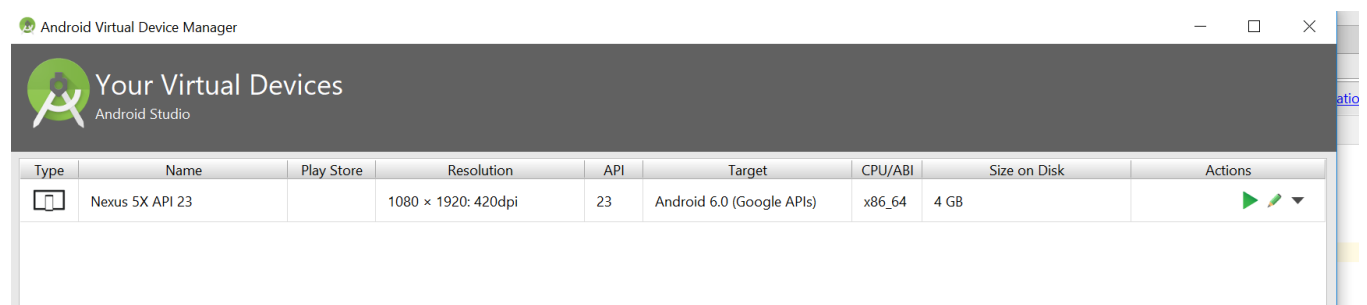 Android Virtual Device Manager
Your Virtual Devices
Android Studio
atio
Type Name Play Store Resolution API Target CPU/ABI Size on Disk Actions
Nexus 5X API 23 1080 × 1920: 420dpi 23 Android 6.0 (Google APIs) x86_64 4 GB